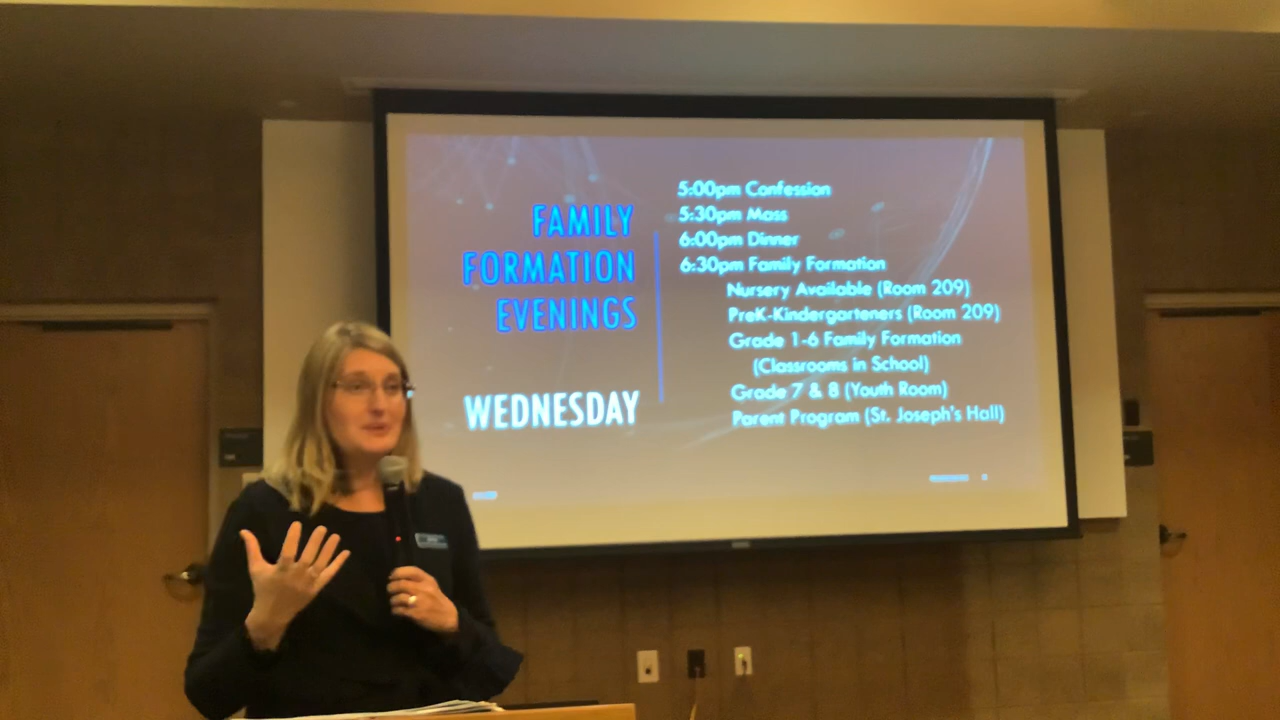 FAMILY
FORMATION
EVENINGS
WEDNESDAY
5:00pm Confession
5:30pm Mass
6:00pm Dinner
6:30pm Family Formation
Nursery Available (Room 209)
PreK-Kindergarteners (Room 209)
Grade 1-6 Family Formation
(Classrooms in School)
Grade 7 & 8 (Youth Room)
Parent Program (St. Joseph's Hall)